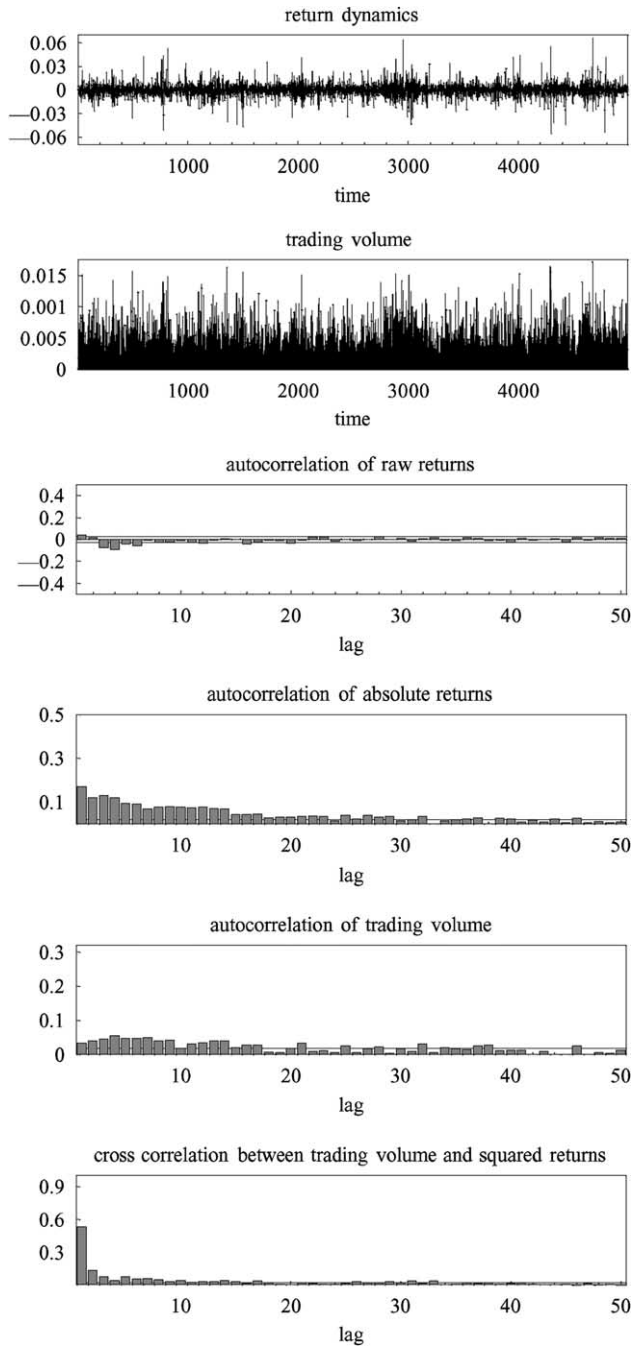 return dynamics
0.06
0.03
0
—0.03
—0.06
1000 2000 3000 4000
time
trading volume
0.015
0.001
0.005
0
1000 2000 3000 4000
time
autocorrelation of raw returns
0.4
0.2
0
—0.2
—0.4
10 20 30 40 50
lag
autocorrelation of absolute returns
0.5
0.3
0.1
10 20 30 40 50
lag
autocorrelation of trading volume
0.3
0.2
0.1
0
10 20 30 40 50
lag
cross correlation between trading volume and squared returns
0.9
0.6
0.3
10 20 30 40 50
lag